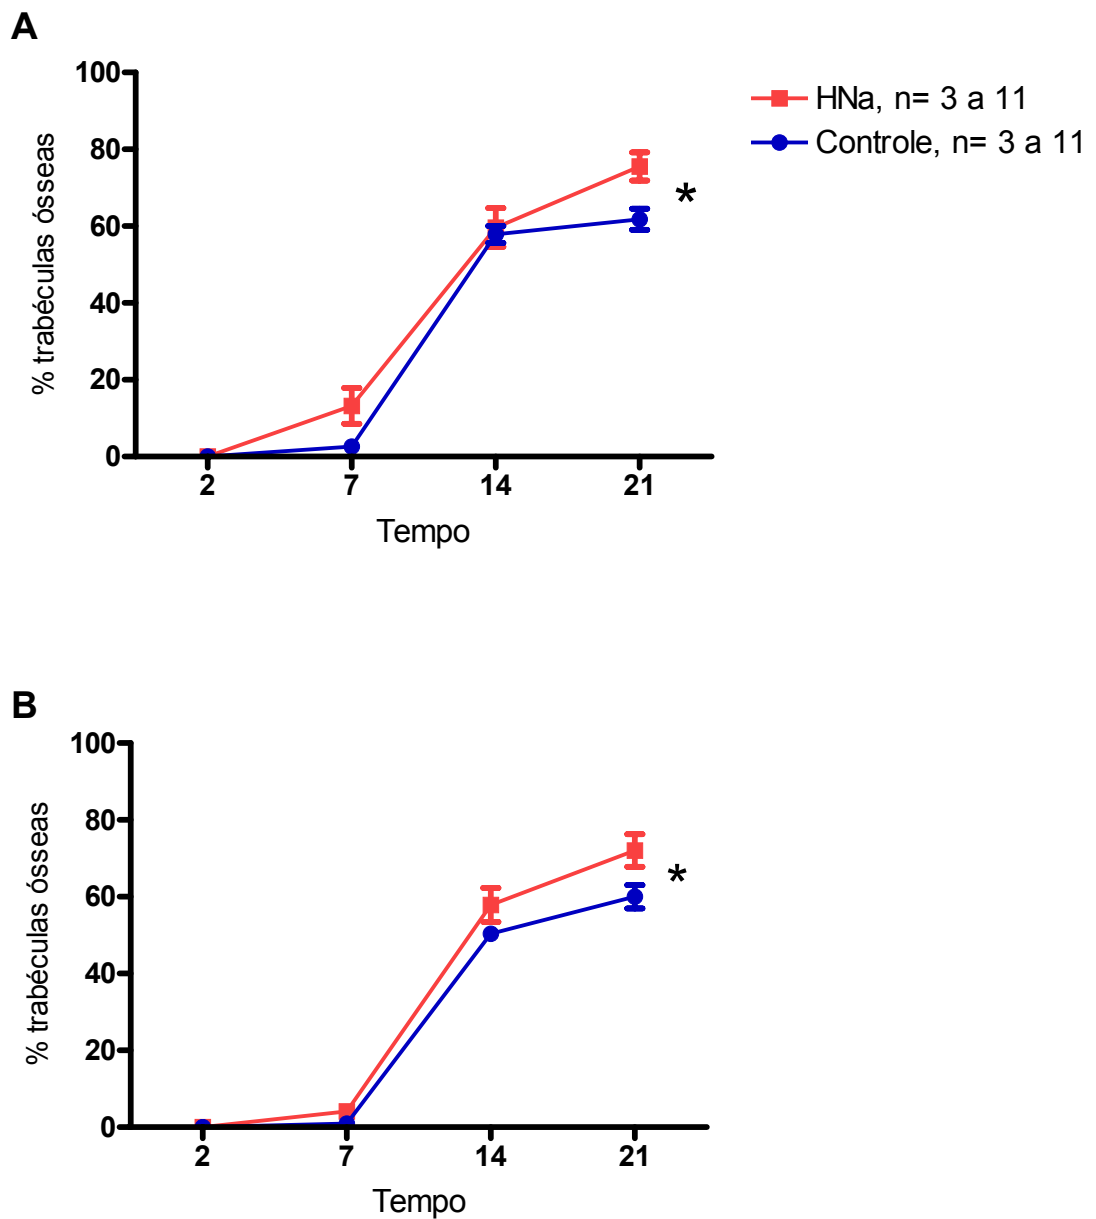 A
100
80
60
40
20
0
% trabéculas ósseas
2 7 14 21
Tempo
HNa, n= 3 a 11
Controle, n= 3 a 11
*
B
100
80
60
40
20
0
% trabéculas ósseas
2 7 14 21
Tempo
*